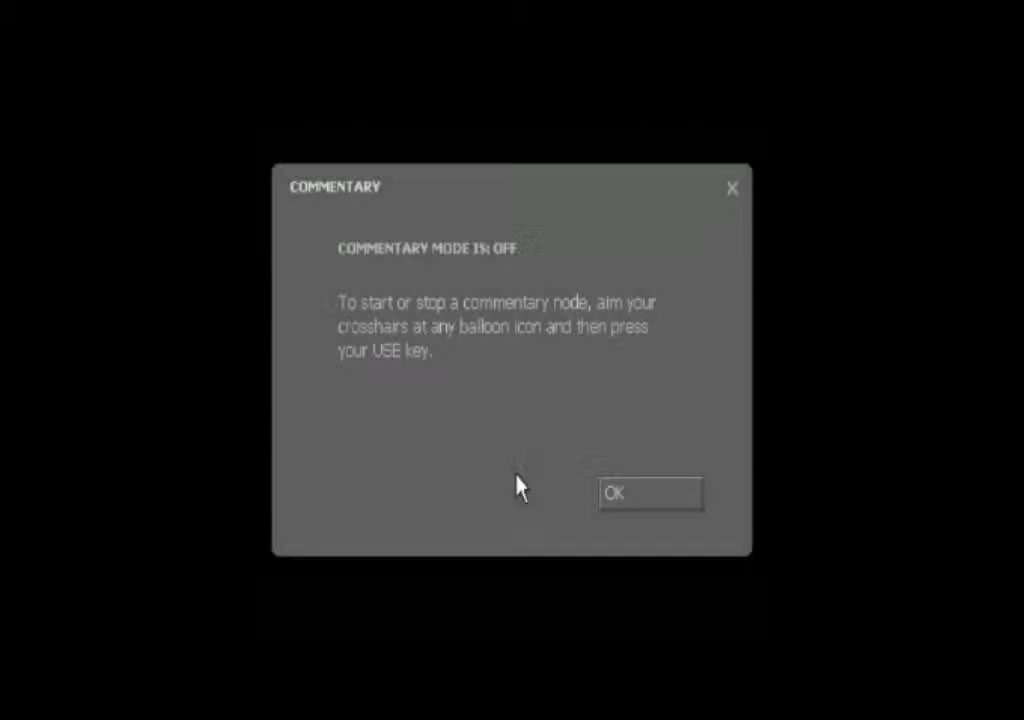 COMMENTARY
X
COMMENTARY MODE IS: OFF
To start or stop a commentary node, aim your
crosshairs at any balloon icon and then press
your USE key.
OK